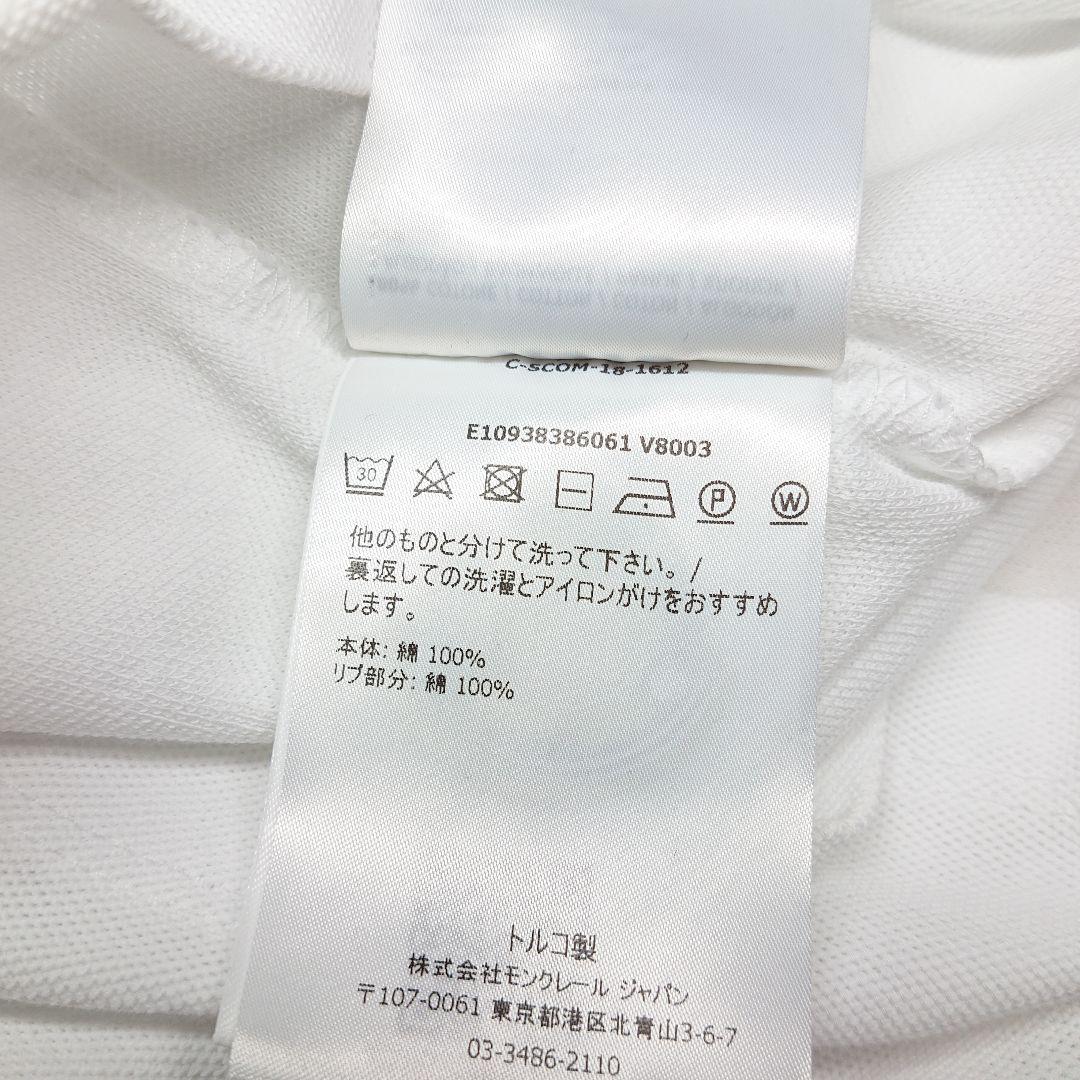 C-SCOM-18-1612
E10938386061 V8003
30
P
W
他のものと分けて洗って下さい。/
裏返しての洗濯とアイロンがけをおすすめ
します。
本体: 綿 100%
リブ部分: 綿 100%
トルコ製
株式会社モンクレール ジャパン
〒107-0061 東京都港区北青山3-6-7
03-3486-2110